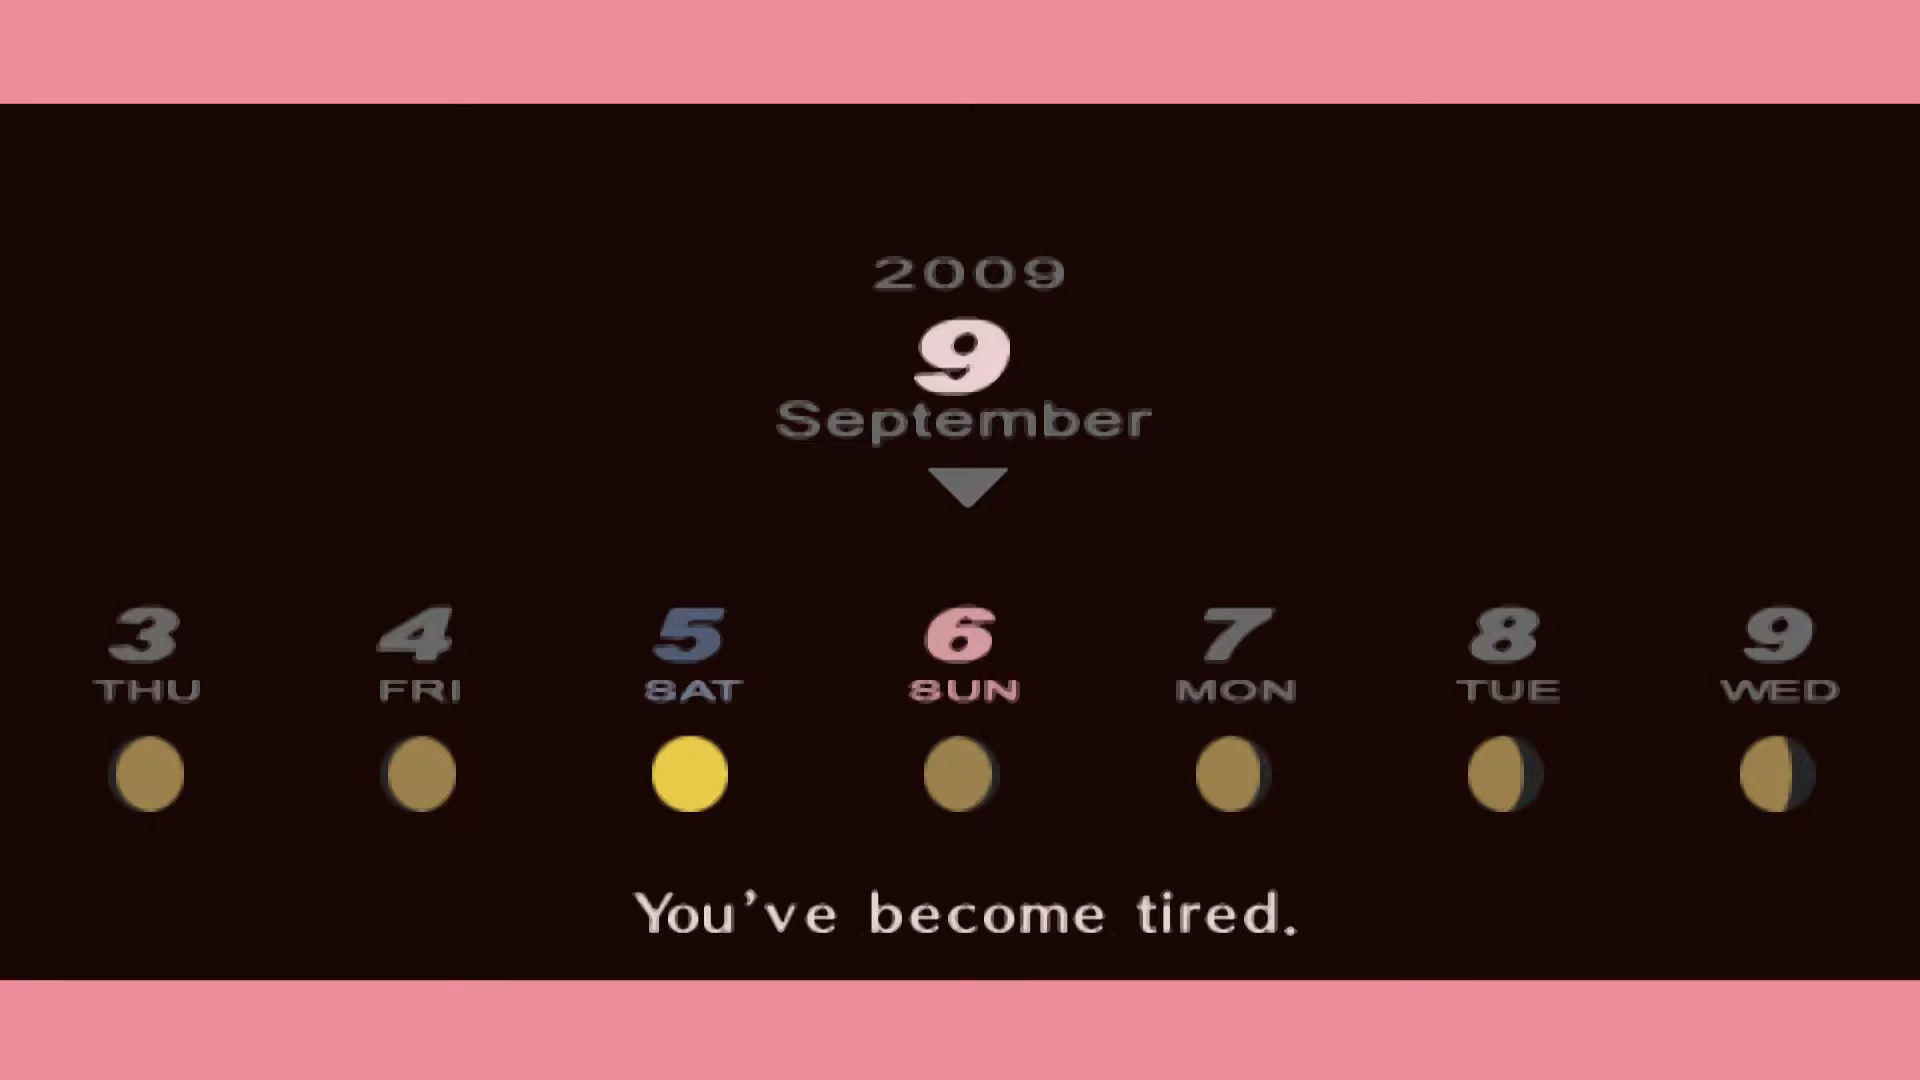 2009
9
September
3 4 5 6 7 8 9
THU FRI SAT SUN MON TUE WED
You've become tired.